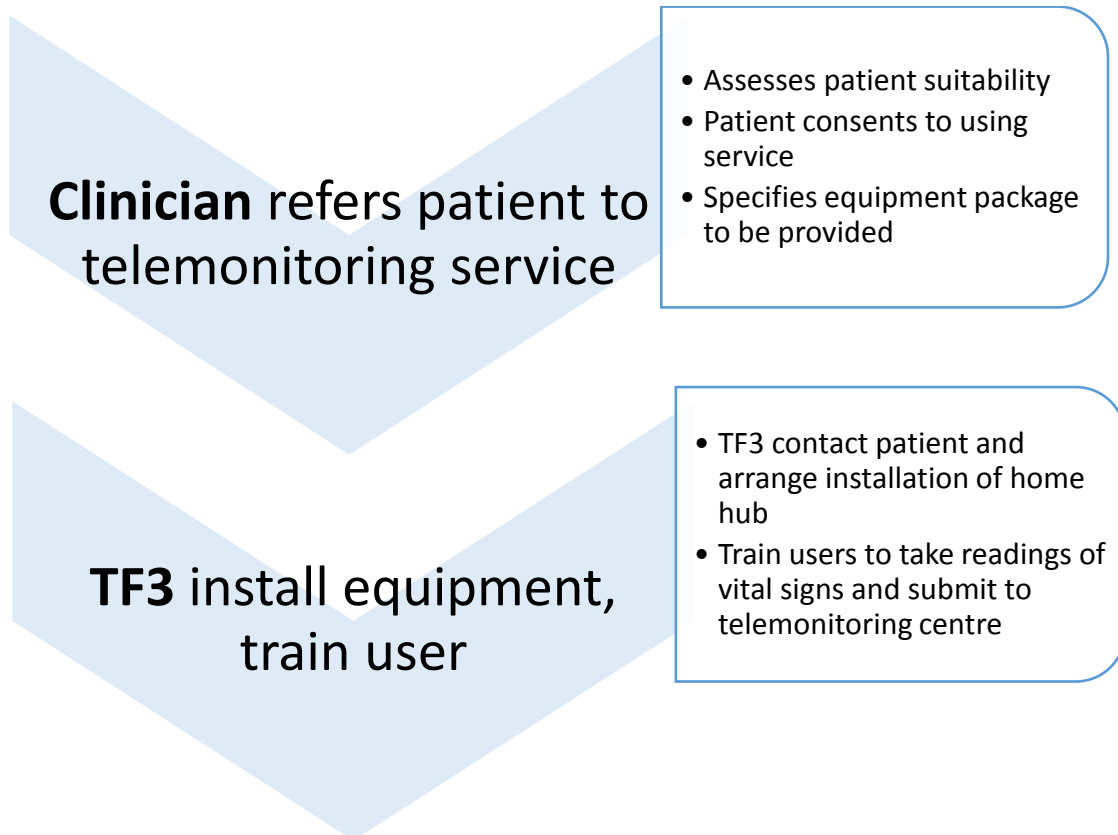 Clinician refers patient to
telemonitoring service
• Assesses patient suitability
• Patient consents to using
service
• Specifies equipment package
to be provided
TF3 install equipment,
train user
• TF3 contact patient and
arrange installation of home
hub
• Train users to take readings of
vital signs and submit to
telemonitoring centre